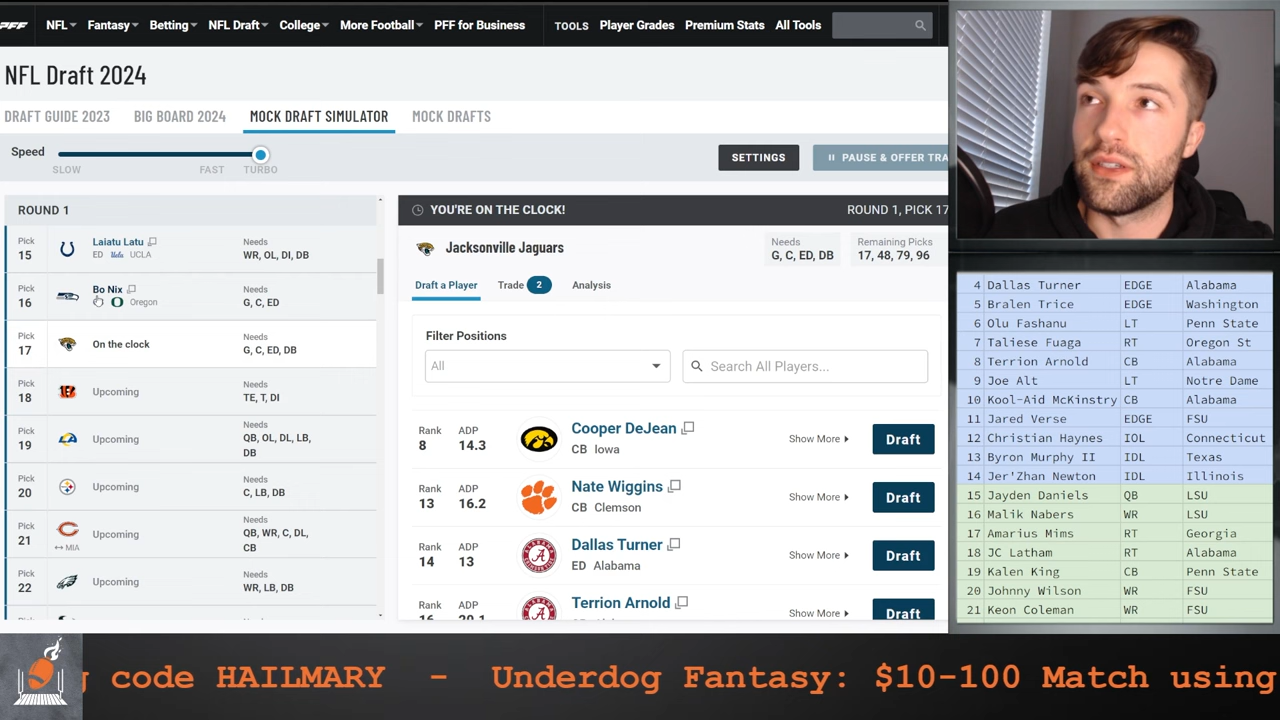 PFF NFL Fantasy Betting NFL Draft College More Football PFF for Business TOOLS Player Grades Premium Stats All Tools
NFL Draft 2024
DRAFT GUIDE 2023 BIG BOARD 2024 MOCK DRAFT SIMULATOR MOCK DRAFTS
Speed
SLOW FAST TURBO
SETTINGS PAUSE & OFFER TRA
ROUND 1
Pick 15 Laiatu Latu Needs
ED UCLA WR, OL, DI, DB
Pick 16 Bo Nix Needs
Oregon G, C, ED
Pick 17 On the clock Needs
G, C, ED, DB
Pick 18 Upcoming Needs
TE, T, DI
Pick 19 Upcoming Needs
QB, OL, DL, LB,
DB
Pick 20 Upcoming Needs
C, LB, DB
Pick 21 Upcoming Needs
MIA QB, WR, C, DL,
CB
Pick 22 Upcoming Needs
WR, LB, DB
YOU'RE ON THE CLOCK! ROUND 1, PICK 17
Jacksonville Jaguars
Needs Remaining Picks
G, C, ED, DB 17, 48, 79, 96
Draft a Player Trade 2 Analysis
Filter Positions
All Search All Players...
Rank 8 ADP 14.3 Cooper DeJean Show More Draft
CB Iowa
Rank 13 ADP 16.2 Nate Wiggins Show More Draft
CB Clemson
Rank 14 ADP 13 Dallas Turner Show More Draft
ED Alabama
Rank ADP Terrion Arnold Show More Draft
4 Dallas Turner EDGE Alabama
5 Bralen Trice EDGE Washington
6 Olu Fashanu LT Penn State
7 Taliese Fuaga RT Oregon St
8 Terrion Arnold CB Alabama
9 Joe Alt LT Notre Dame
10 Kool-Aid McKinstry CB Alabama
11 Jared Verse EDGE FSU
12 Christian Haynes IOL Connecticut
13 Byron Murphy II IDL Texas
14 Jer'Zhan Newton IDL Illinois
15 Jayden Daniels QB LSU
16 Malik Nabers WR LSU
17 Amarius Mims RT Georgia
18 JC Latham RT Alabama
19 Kalen King CB Penn State
20 Johnny Wilson WR FSU
21 Keon Coleman WR FSU
g code HAILMARY - Underdog Fantasy: $10-100 Match using